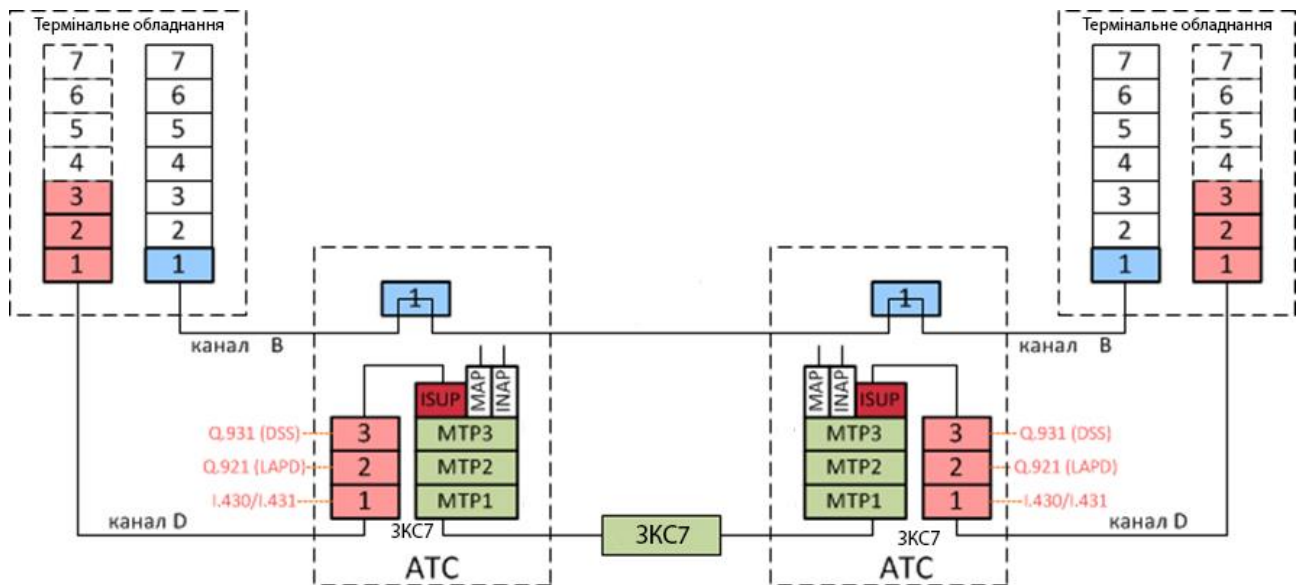 Термінальне обладнання
7 7
6 6
5 5
4 4
3 3
2 2
1 1
Термінальне обладнання
7 7
6 6
5 5
4 4
3 3
2 2
1 1
1
1
канал B
канал B
ISUP MAP INAP
MAP INAP ISUP
Q.931 (DSS) 3 MTP3
Q.921 (LAPD) 2 MTP2
I.430/I.431 1 MTP1
MTP3 3 Q.931 (DSS)
MTP2 2 Q.921 (LAPD)
MTP1 1 I.430/I.431
канал D
ЗКС7
ЗКС7
ЗКС7
канал D
АТС
АТС